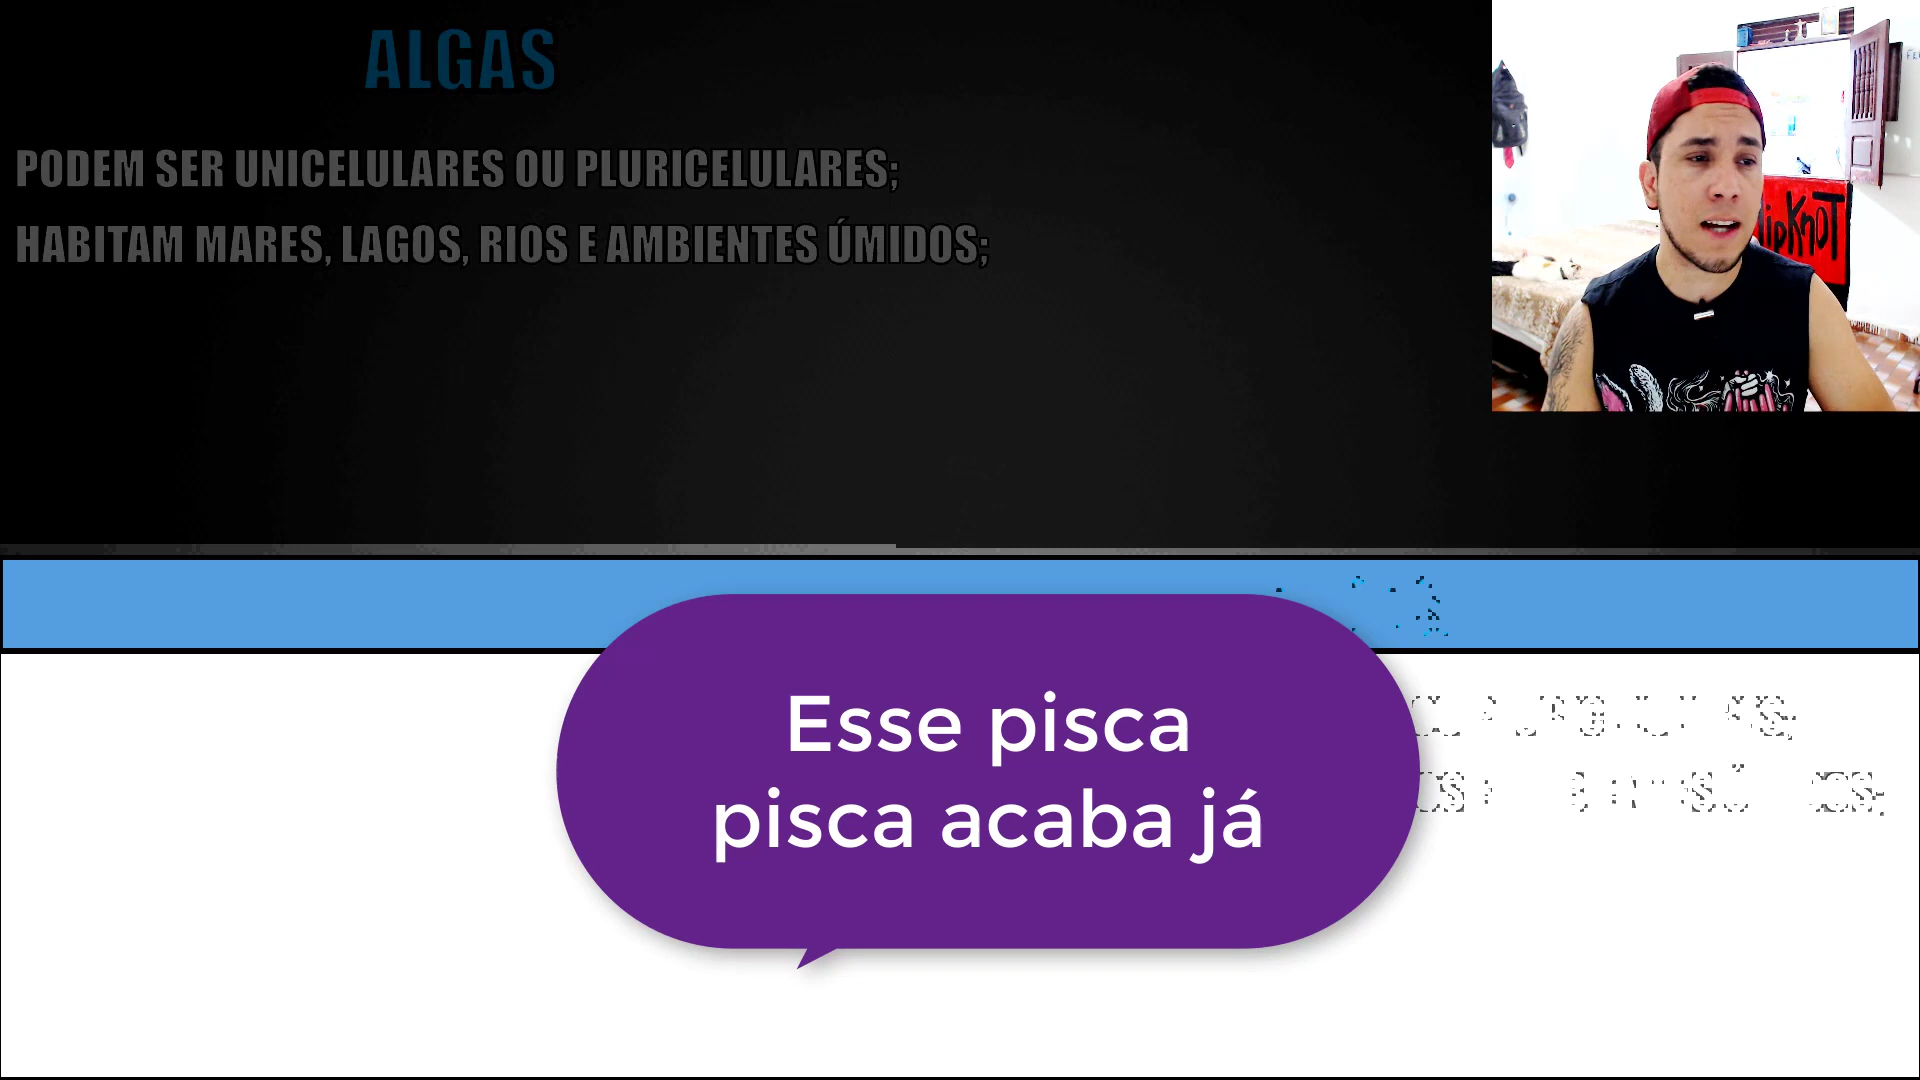 ALGAS
PODEM SER UNICELULARES OU PLURICELULARES;
HABITAM MARES, LAGOS, RIOS E AMBIENTES ÚMIDOS;
Esse pisca
pisca acaba já